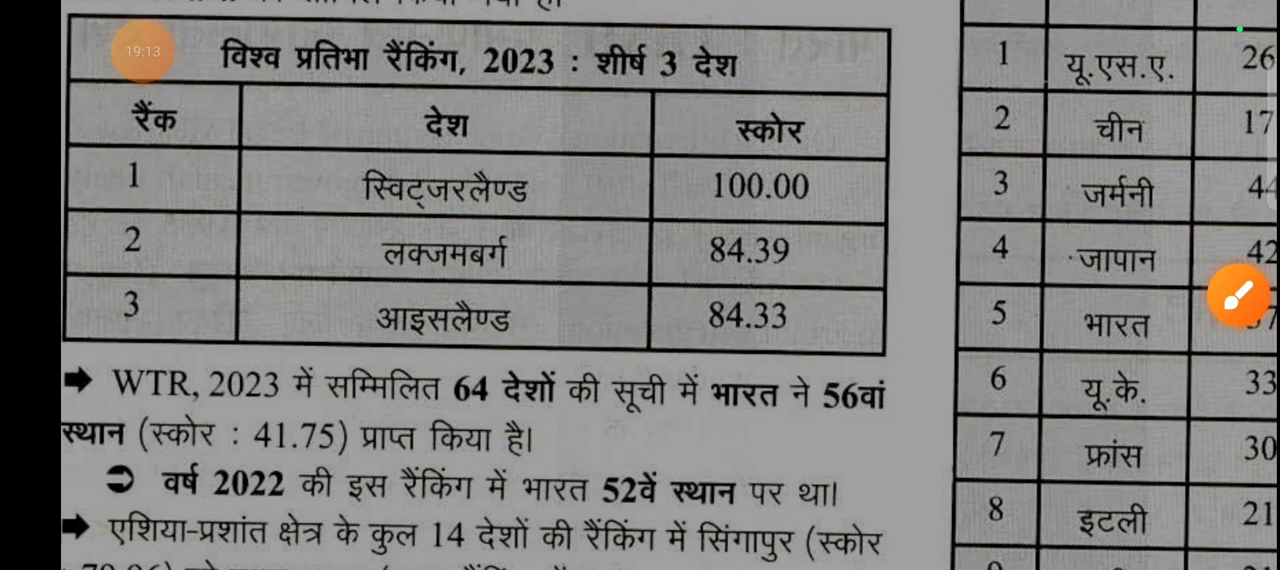 19:13
विश्व प्रतिभा रैंकिंग, 2023 : शीर्ष 3 देश
रैंक देश स्कोर
1 स्विट्जरलैण्ड 100.00
2 लक्जमबर्ग 84.39
3 आइसलैण्ड 84.33
➡ WTR, 2023 में सम्मिलित 64 देशों की सूची में भारत ने 56वां
स्थान (स्कोर : 41.75) प्राप्त किया है।
⮊ वर्ष 2022 की इस रैंकिंग में भारत 52वें स्थान पर था।
➡ एशिया-प्रशांत क्षेत्र के कुल 14 देशों की रैंकिंग में सिंगापुर (स्कोर
1 यू.एस.ए. 26
2 चीन 17
3 जर्मनी 44
4 जापान 42
5 भारत
6 यू.के. 33
7 फ्रांस 30
8 इटली 21